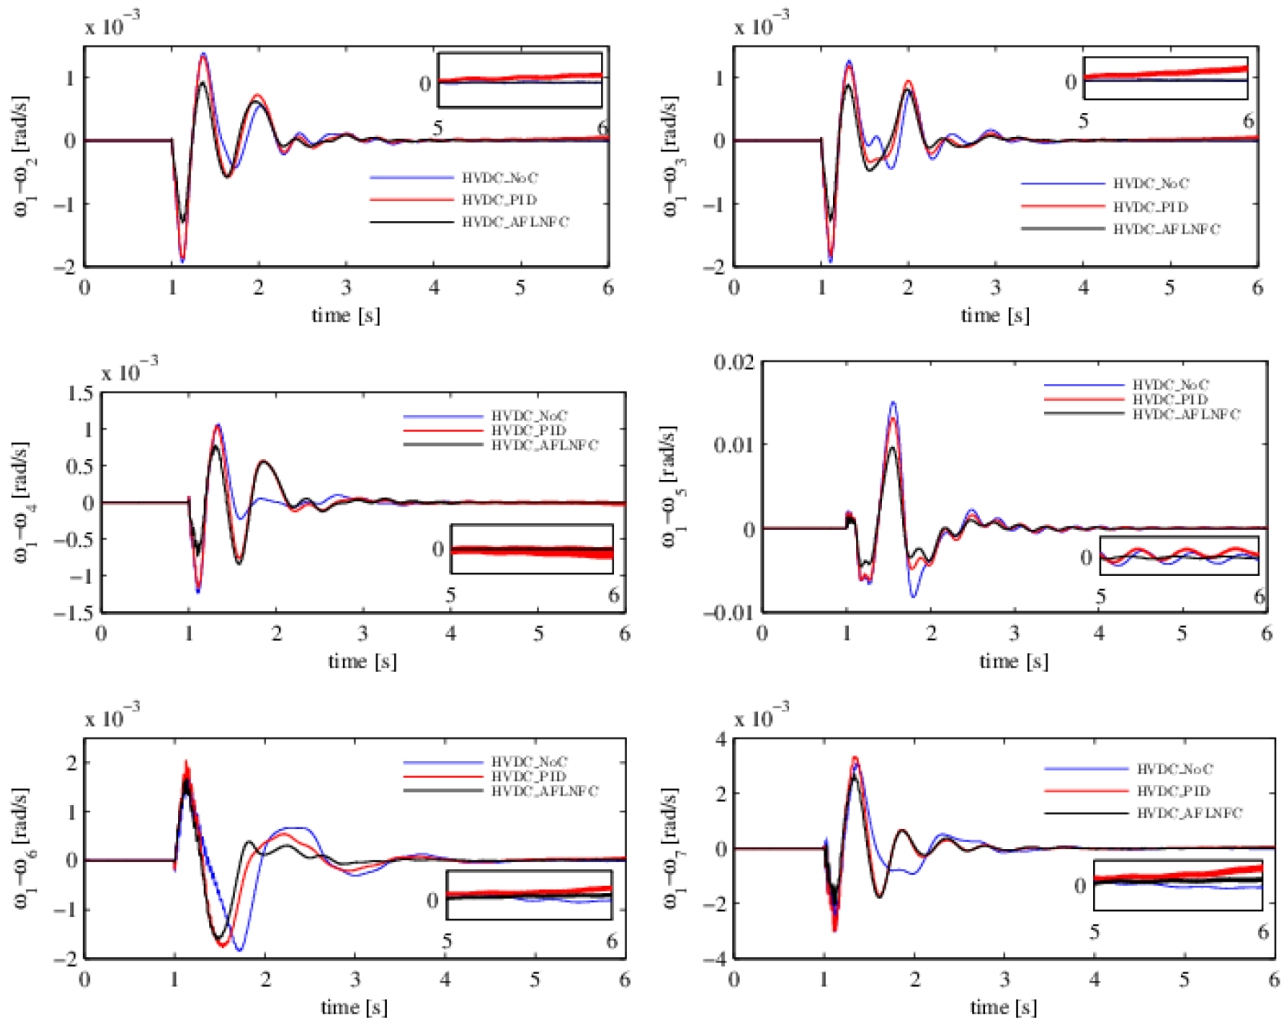 x 10⁻³
1
0
−1
−2
ω₁−ω₂ [rad/s]
0
5
6
HVDC_NoC
HVDC_PID
HVDC_AFLNFC
0 1 2 3 4 5 6
time [s]
x 10⁻³
1
0
−1
−2
ω₁−ω₃ [rad/s]
0
5
6
HVDC_NoC
HVDC_PID
HVDC_AFLNFC
0 1 2 3 4 5 6
time [s]
x 10⁻³
1.5
1
0.5
0
−0.5
−1
−1.5
ω₁−ω₄ [rad/s]
HVDC_NoC
HVDC_PID
HVDC_AFLNFC
0
5
6
0 1 2 3 4 5 6
time [s]
0.02
0.01
0
−0.01
ω₁−ω₅ [rad/s]
HVDC_NoC
HVDC_PID
HVDC_AFLNFC
0
5
6
0 1 2 3 4 5 6
time [s]
x 10⁻³
2
1
0
−1
−2
ω₁−ω₆ [rad/s]
HVDC_NoC
HVDC_PID
HVDC_AFLNFC
0
5
6
0 1 2 3 4 5 6
time [s]
x 10⁻³
4
2
0
−2
−4
ω₁−ω₇ [rad/s]
HVDC_NoC
HVDC_PID
HVDC_AFLNFC
0
5
6
0 1 2 3 4 5 6
time [s]